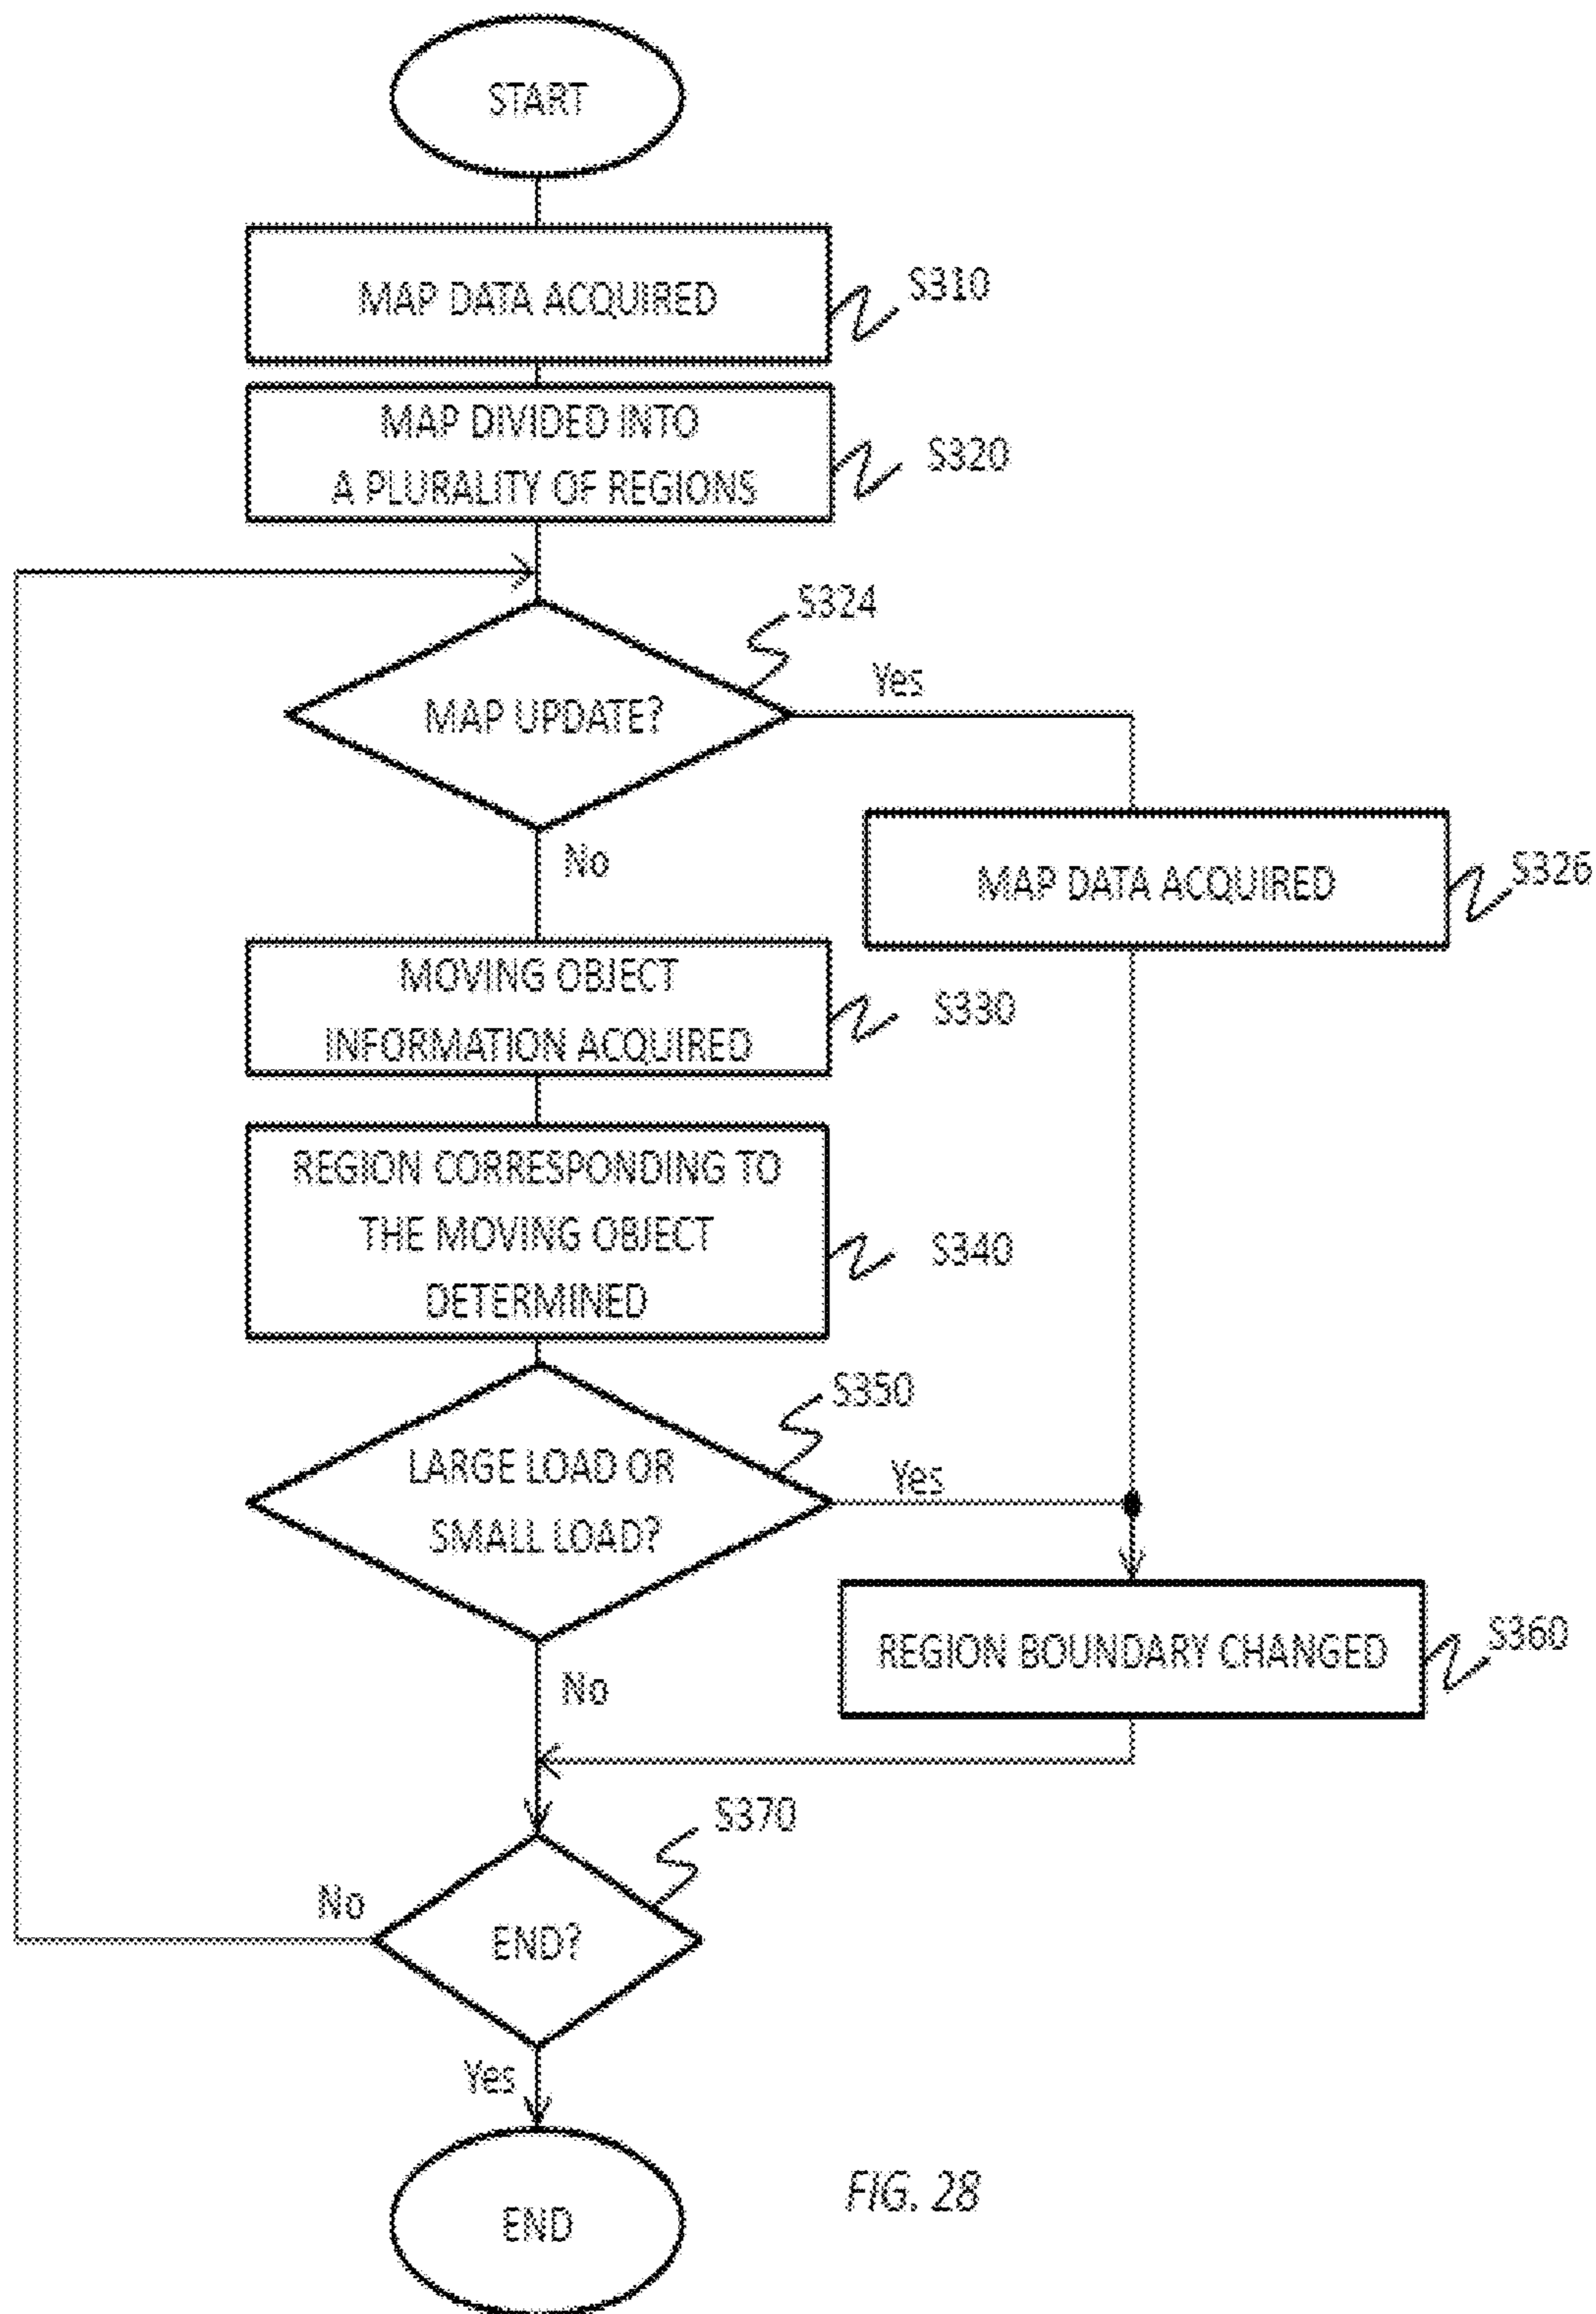 START
MAP DATA ACQUIRED
S310
MAP DIVIDED INTO
A PLURALITY OF REGIONS
S320
S324
MAP UPDATE?
Yes
No
MAP DATA ACQUIRED
S326
MOVING OBJECT
INFORMATION ACQUIRED
S330
REGION CORRESPONDING TO
THE MOVING OBJECT
DETERMINED
S340
S350
LARGE LOAD OR
SMALL LOAD?
Yes
No
REGION BOUNDARY CHANGED
S360
S370
END?
No
Yes
END
FIG. 28